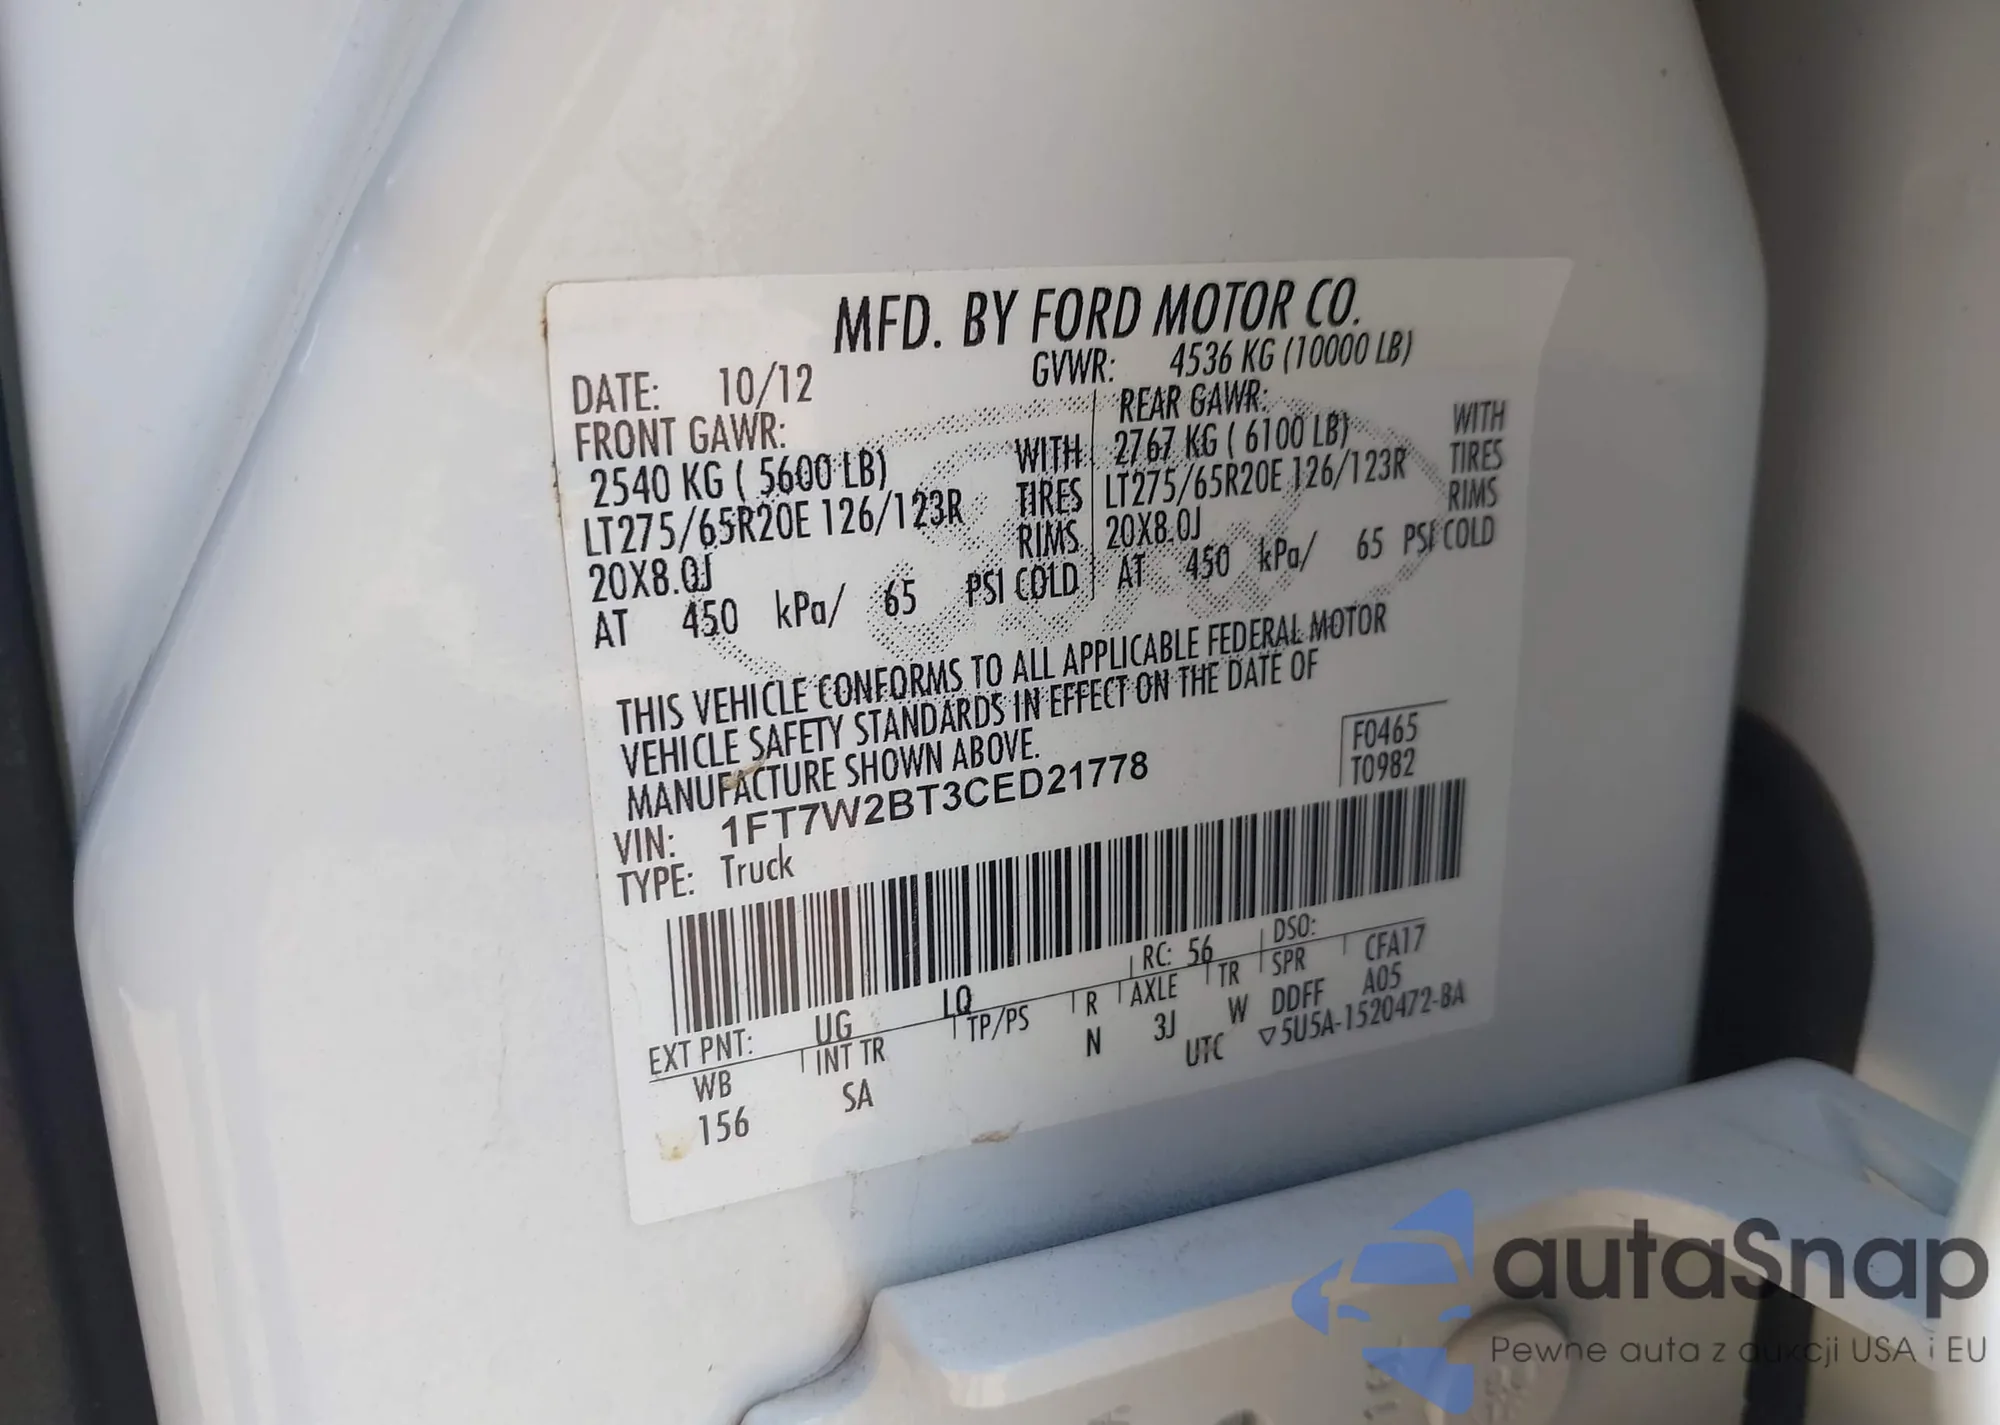 MFD. BY FORD MOTOR CO.
DATE: 10/12
GVWR: 4536 KG (10000 LB)
FRONT GAWR:
2540 KG ( 5600 LB) WITH
LT275/65R20E 126/123R TIRES
20X8.0J RIMS
AT 450 kPa/ 65 PSI COLD
REAR GAWR:
2767 KG ( 6100 LB) WITH
LT275/65R20E 126/123R TIRES
20X8.0J RIMS
AT 450 kPa/ 65 PSI COLD
THIS VEHICLE CONFORMS TO ALL APPLICABLE FEDERAL MOTOR
VEHICLE SAFETY STANDARDS IN EFFECT ON THE DATE OF
MANUFACTURE SHOWN ABOVE.
F0465
T0982
VIN: 1FT7W2BT3CED21778
TYPE: Truck
EXT PNT: UG LQ RC: 56 DSO:
WB INT TR TP/PS R AXLE TR SPR CFA17
156 SA N 3J W DDFF A05
UTC ▽5U5A-1520472-BA
autaSnap
Pewne auta z aukcji USA i EU